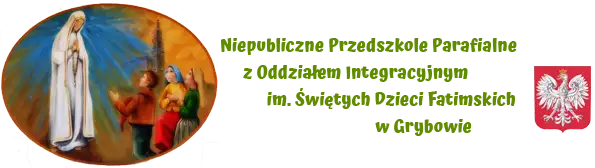 Niepubliczne Przedszkole Parafialne
z Oddziałem Integracyjnym
im. Świętych Dzieci Fatimskich
w Grybowie